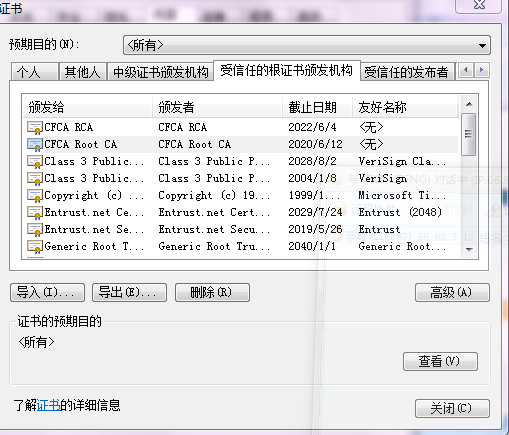 证书
预期目的(N): <所有>
个人 其他人 中级证书颁发机构 受信任的根证书颁发机构 受信任的发布者
颁发给 颁发者 截止日期 友好名称
CFCA RCA CFCA RCA 2022/6/4 <无>
CFCA Root CA CFCA Root CA 2020/6/12 <无>
Class 3 Public... Class 3 Public P... 2028/8/2 VeriSign Cla...
Class 3 Public... Class 3 Public P... 2004/1/8 VeriSign
Copyright (c) ... Copyright (c) 19... 1999/1... Microsoft Ti...
Entrust.net Ce... Entrust.net Cert... 2029/7/24 Entrust (2048)
Entrust.net Se... Entrust.net Secu... 2019/5/26 Entrust
Generic Root T... Generic Root Tru... 2040/1/1 Generic Root...
导入(I)... 导出(E)... 删除(R) 高级(A)
证书的预期目的
<所有>
查看(V)
了解证书的详细信息
关闭(C)